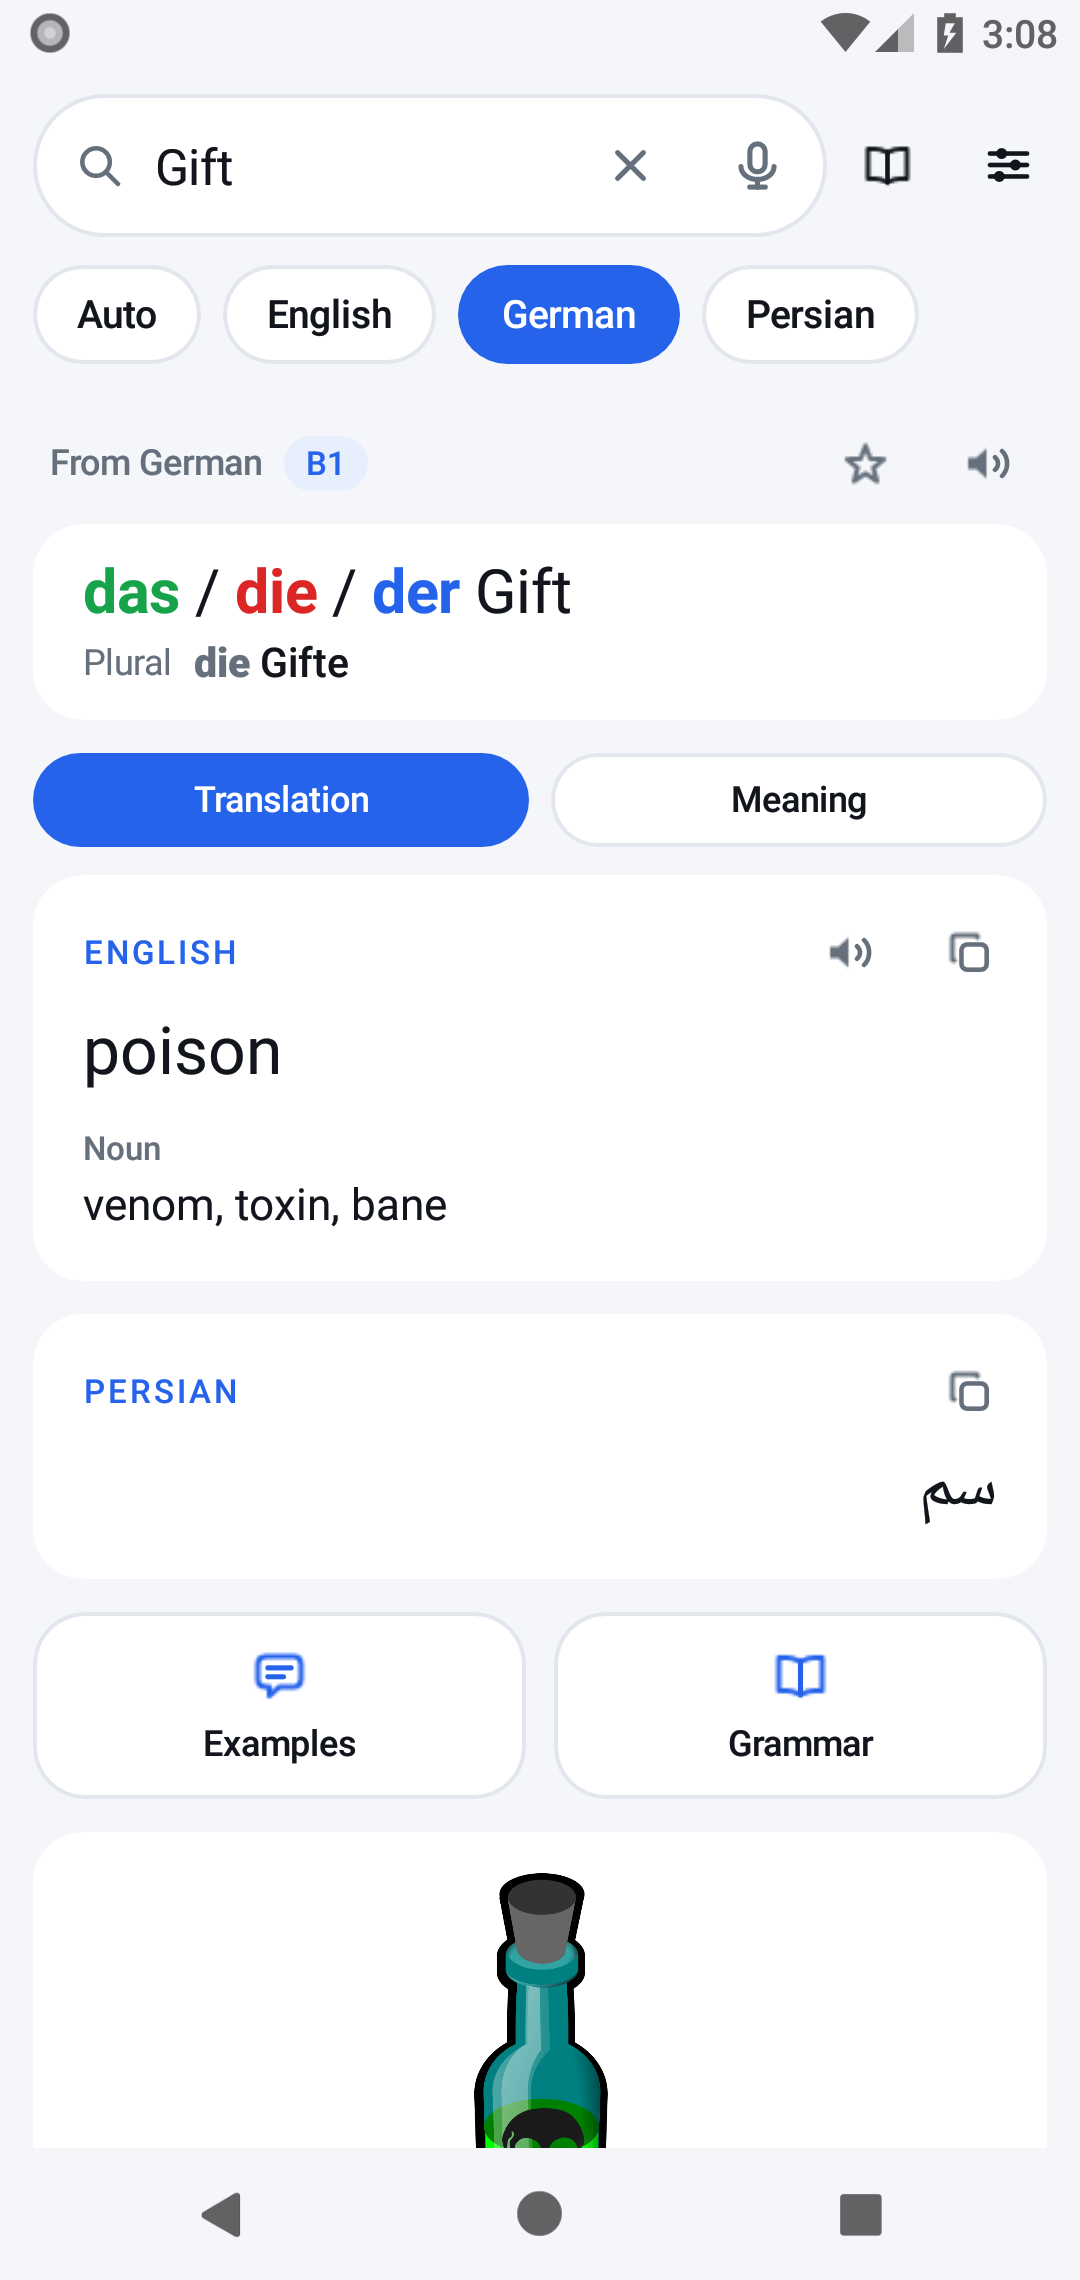 3:08
Gift
Auto English German Persian
From German B1
das / die / der Gift
Plural die Gifte
Translation Meaning
ENGLISH
poison
Noun
venom, toxin, bane
PERSIAN
سم
Examples Grammar